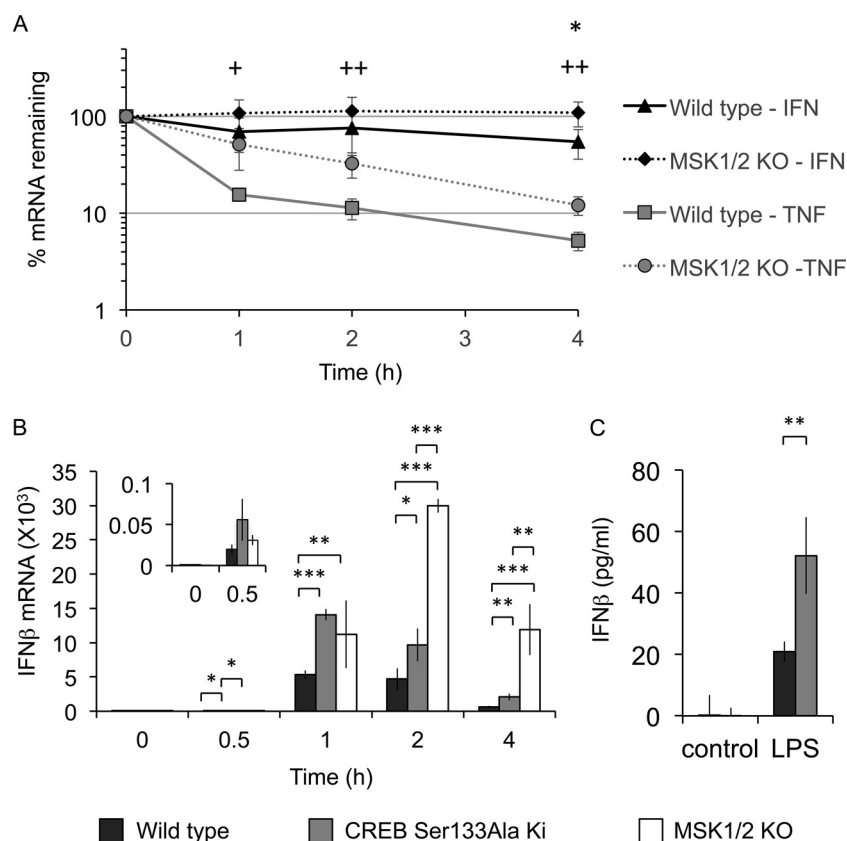 A
*
+ ++ ++
100
10
1
% mRNA remaining
0 1 2 3 4
Time (h)
Wild type - IFN
MSK1/2 KO - IFN
Wild type - TNF
MSK1/2 KO -TNF
B
35
30
25
20
15
10
5
0
IFNβ mRNA (X10³)
0.1
0.05
0
0 0.5
* *
*** **
* *** ***
** *** **
0 0.5 1 2 4
Time (h)
C
**
80
60
40
20
0
IFNβ (pg/ml)
control LPS
Wild type CREB Ser133Ala Ki MSK1/2 KO